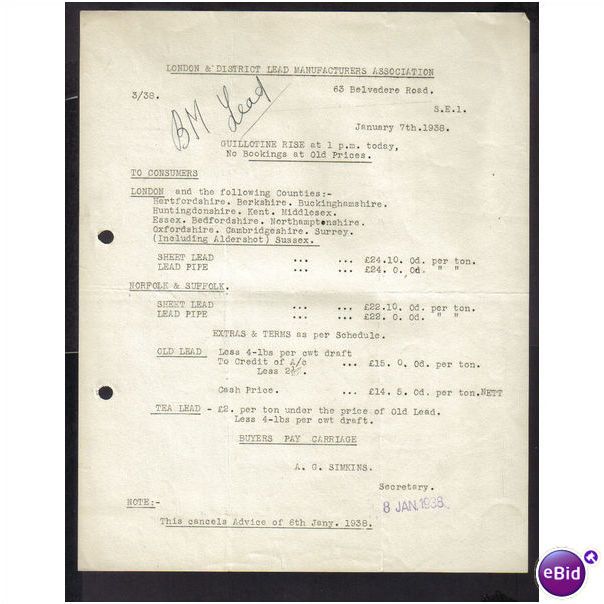 LONDON & DISTRICT LEAD MANUFACTURERS ASSOCIATION
3/38.
63 Belvedere Road.
BM Lead
S.E.1.
January 7th.1938.
GUILLOTINE RISE at 1 p.m. today,
No Bookings at Old Prices.
TO CONSUMERS
LONDON and the following Counties:-
Hertfordshire. Berkshire. Buckinghamshire.
Huntingdonshire. Kent. Middlesex.
Essex. Bedfordshire. Northamptonshire.
Oxfordshire. Cambridgeshire. Surrey.
(Including Aldershot) Sussex.
SHEET LEAD ... ... £24.10. 0d. per ton.
LEAD PIPE ... ... £24. 0. 0d. " "
NORFOLK & SUFFOLK.
SHEET LEAD ... ... £22.10. 0d. per ton.
LEAD PIPE ... ... £22. 0. 0d. " "
EXTRAS & TERMS as per Schedule.
OLD LEAD Less 4-lbs per cwt draft
To Credit of A/c ... £15. 0. 0d. per ton.
Less 2½.
Cash Price. ... £14. 5. 0d. per ton.NETT
TEA LEAD - £2. per ton under the price of Old Lead.
Less 4-lbs per cwt draft.
BUYERS PAY CARRIAGE
A. G. SIMKINS.
Secretary.
8 JAN.1938.
NOTE:-
This cancels Advice of 6th Jany. 1938.
eBid